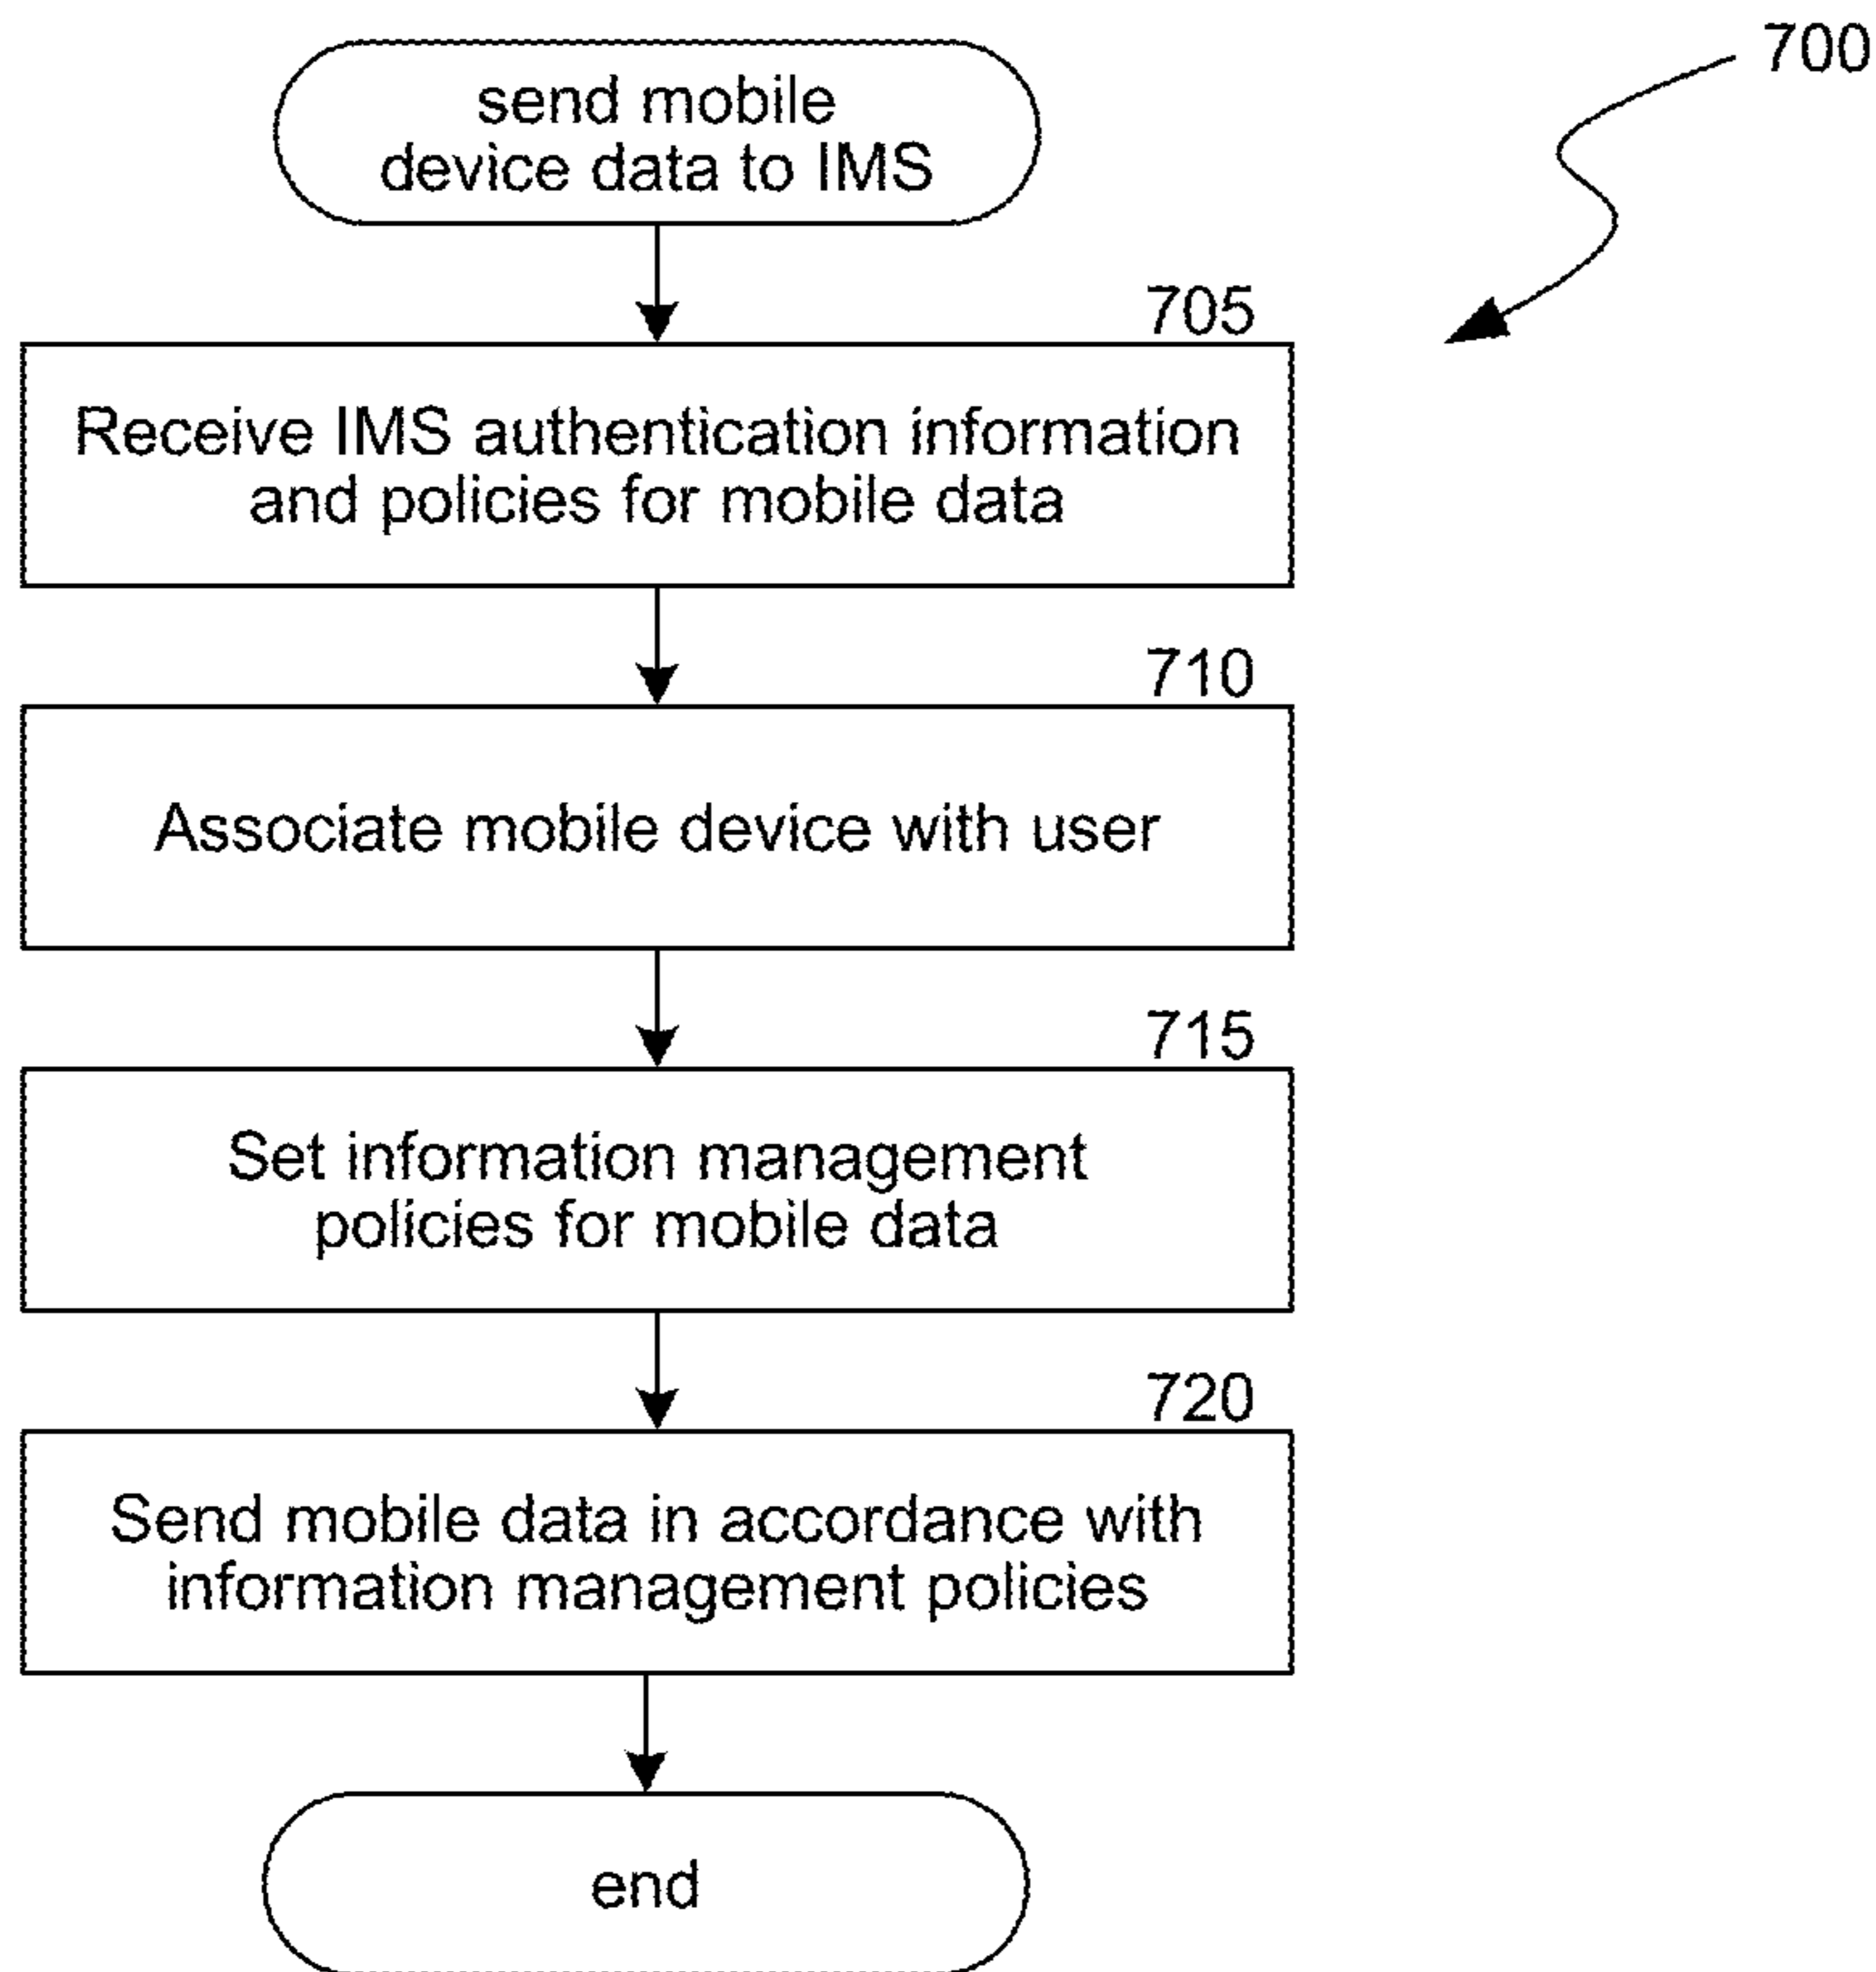 700
send mobile
device data to IMS
705
Receive IMS authentication information
and policies for mobile data
710
Associate mobile device with user
715
Set information management
policies for mobile data
720
Send mobile data in accordance with
information management policies
end